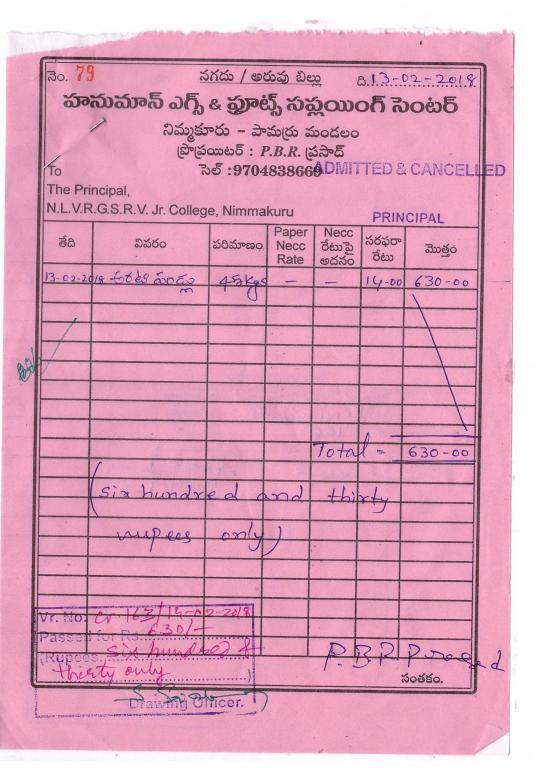 నెం. 79 నగదు / అరువు బిల్లు ది.13-02-2018
హనుమాన్ ఎగ్స్ & ఫ్రూట్స్ సప్లయింగ్ సెంటర్
నిమ్మకూరు – పామర్రు మండలం
ప్రొప్రయిటర్ : P.B.R. ప్రసాద్
To సెల్ :9704838669 ADMITTED & CANCELLED
The Principal,
N.L.V.R.G.S.R.V. Jr. College, Nimmakuru PRINCIPAL
తేది వివరం పరిమాణం Paper Necc Rate Necc రేటుపై అదనం సరఫరా రేటు మొత్తం
13-02-2018 అరటి పండ్లు 45kgs – – 14-00 630-00
Total = 630-00
(six hundred and thirty
rupees only)
Vr. No. cv 163/14-02-2018
Passed for Rs. 630/-
(Rupees six hundred &
thirty only)
P.B.R Prasad
సంతకం.
Drawing Officer.